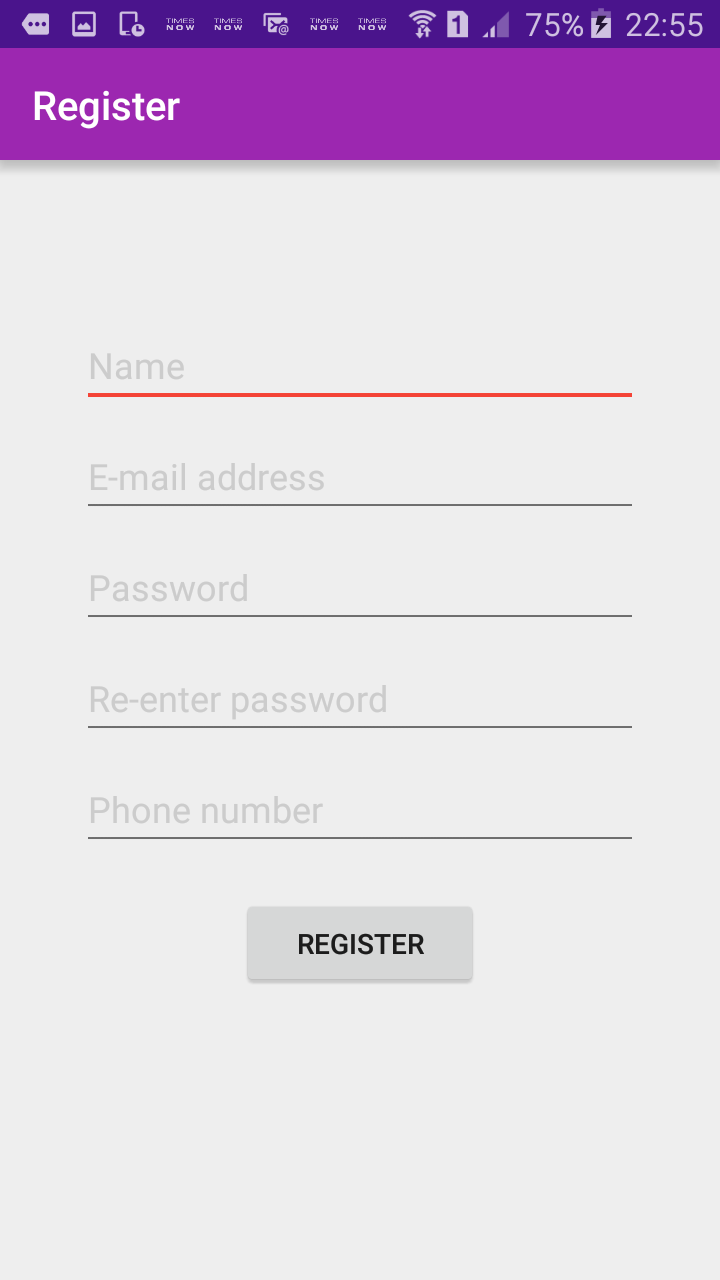 TIMES NOW TIMES NOW @ TIMES NOW TIMES NOW 1 75% 22:55
Register
Name
E-mail address
Password
Re-enter password
Phone number
REGISTER